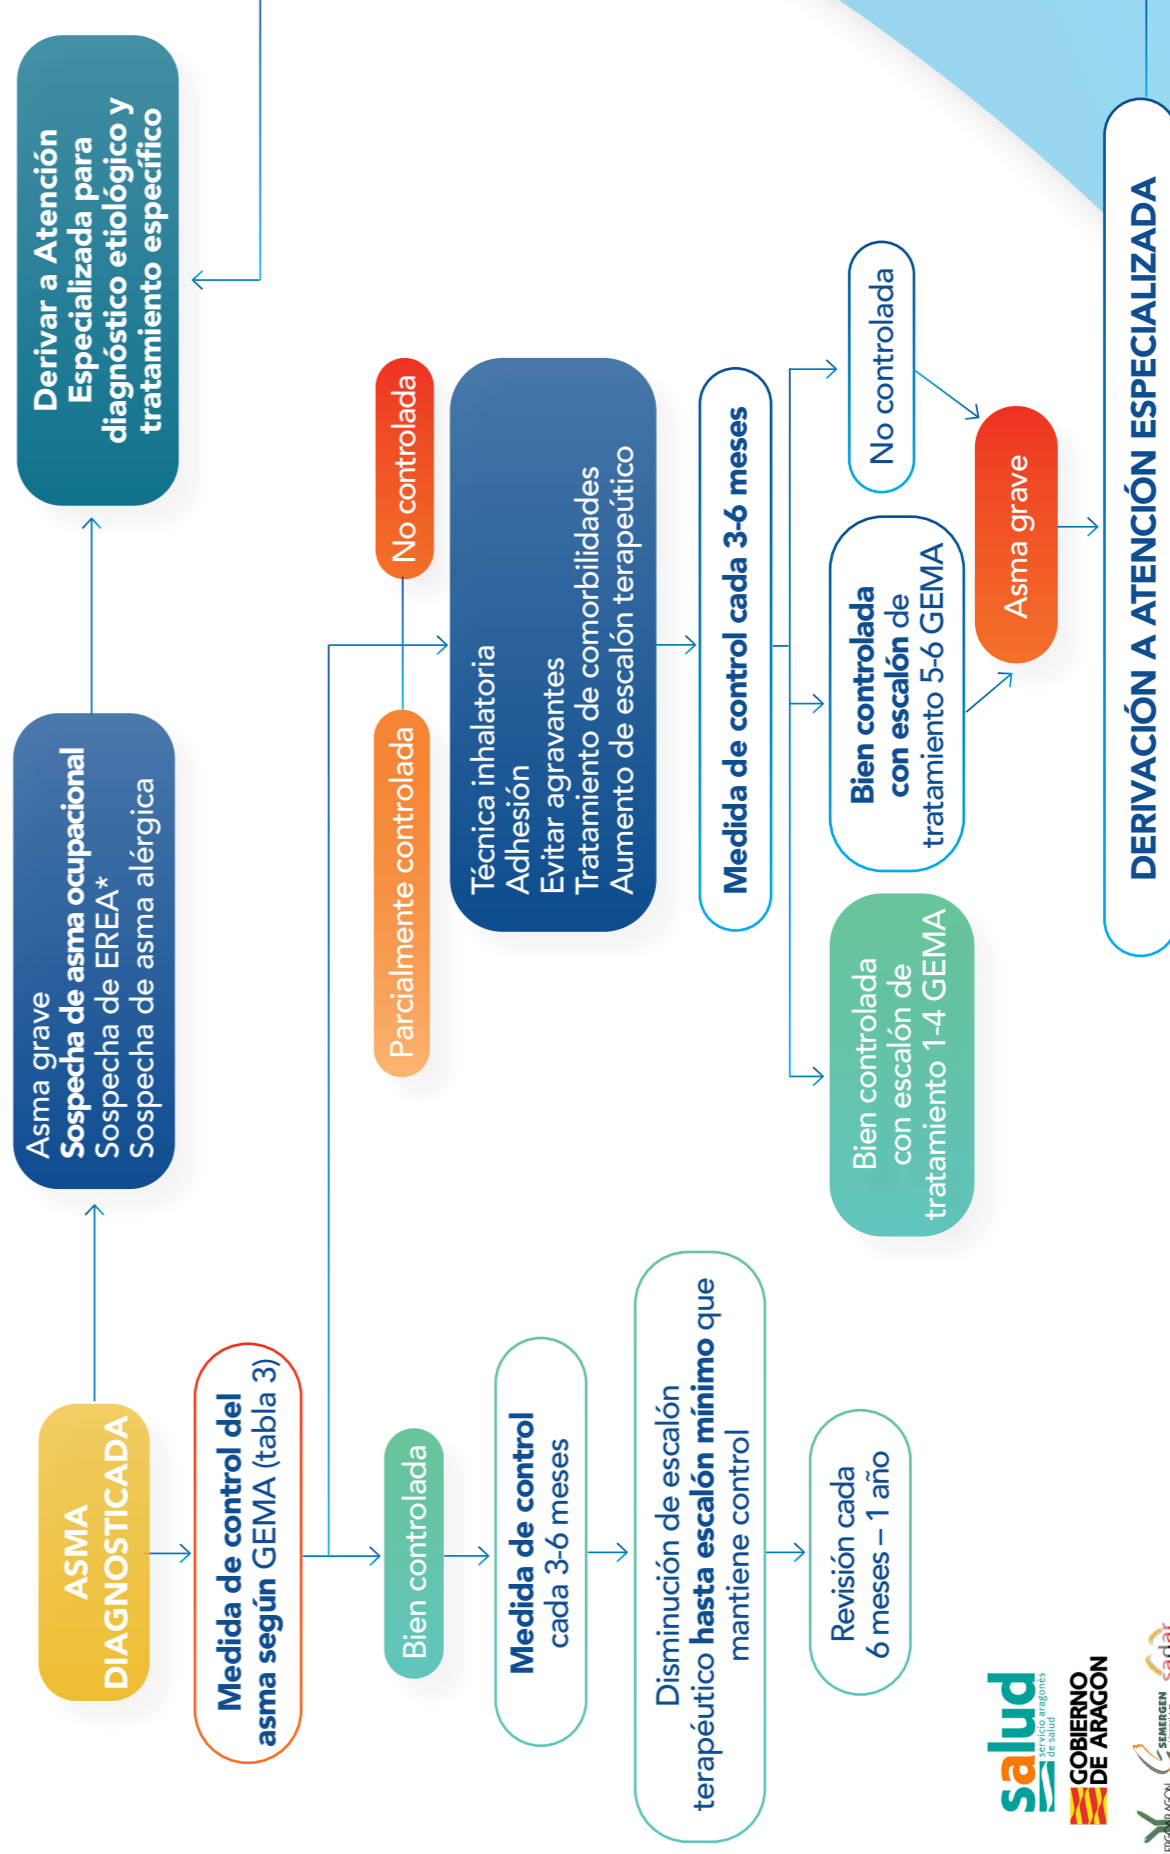 ASMA
DIAGNOSTICADA
Asma grave
Sospecha de asma ocupacional
Sospecha de EREA*
Sospecha de asma alérgica
Derivar a Atención
Especializada para
diagnóstico etiológico y
tratamiento específico
Medida de control del
asma según GEMA (tabla 3)
Bien controlada
Parcialmente controlada
No controlada
Medida de control
cada 3-6 meses
Disminución de escalón
terapéutico hasta escalón mínimo que
mantiene control
Revisión cada
6 meses – 1 año
Técnica inhalatoria
Adhesión
Evitar agravantes
Tratamiento de comorbilidades
Aumento de escalón terapéutico
Medida de control cada 3-6 meses
Bien controlada
con escalón de
tratamiento 1-4 GEMA
Bien controlada
con escalón de
tratamiento 5-6 GEMA
No controlada
Asma grave
DERIVACIÓN A ATENCIÓN ESPECIALIZADA
salud
servicio aragonés
de salud
GOBIERNO
DE ARAGON
SEMERGEN
sadar